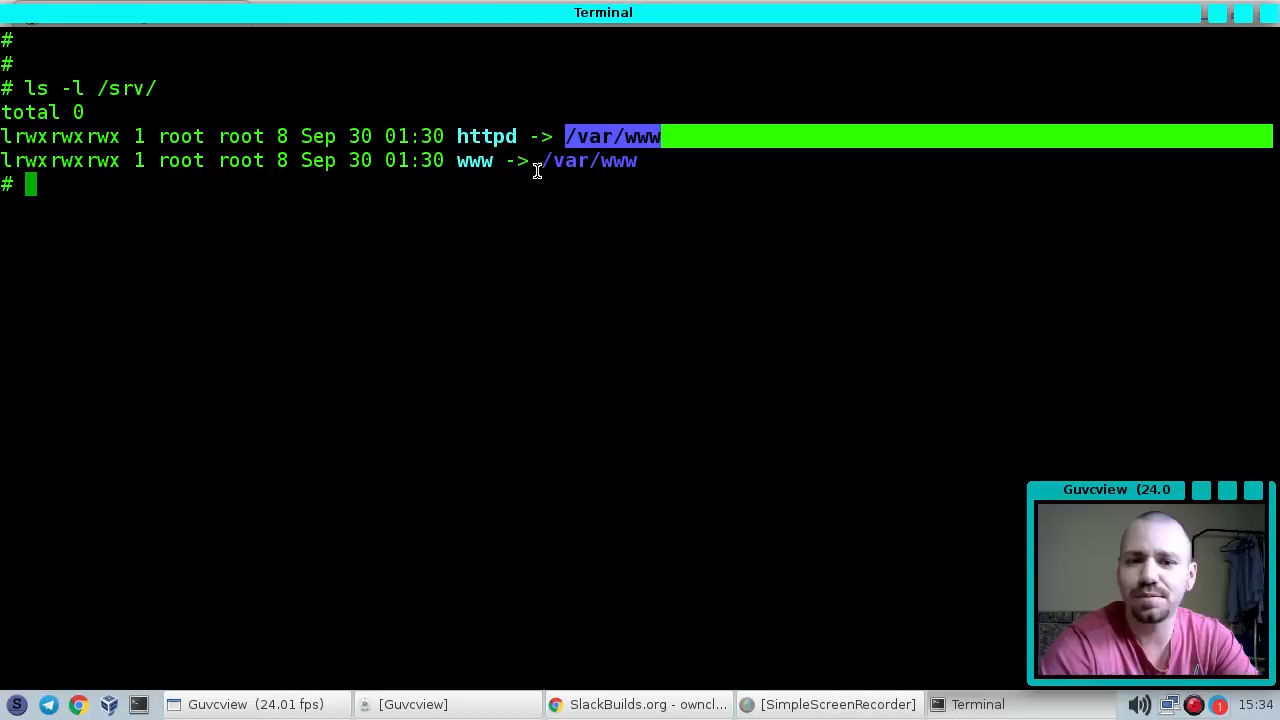 Terminal
#
#
# ls -l /srv/
total 0
lrwxrwxrwx 1 root root 8 Sep 30 01:30 httpd -> /var/www
lrwxrwxrwx 1 root root 8 Sep 30 01:30 www -> /var/www
#
Guvcview (24.0
Guvcview (24.01 fps)
[Guvcview]
SlackBuilds.org - owncl...
[SimpleScreenRecorder]
Terminal
1
15:34